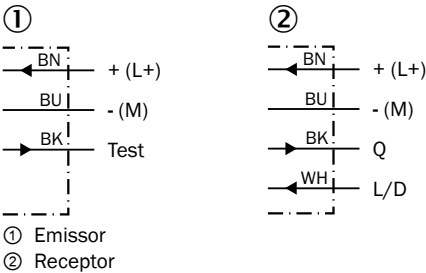 ① ②
BN + (L+) BN + (L+)
BU - (M) BU - (M)
BK Test BK Q
WH L/D
① Emissor
② Receptor